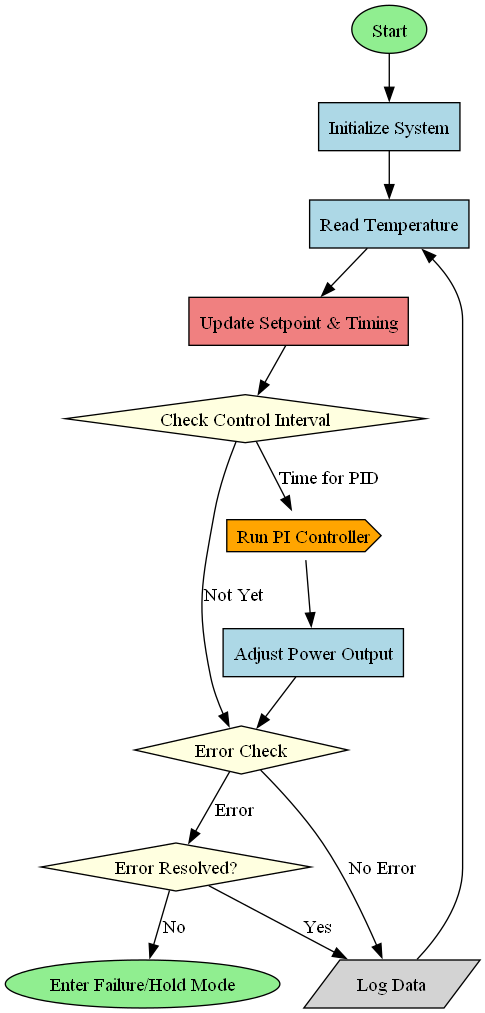 Start
Initialize System
Read Temperature
Update Setpoint & Timing
Check Control Interval
Time for PID
Run PI Controller
Not Yet
Adjust Power Output
Error Check
Error
Error Resolved?
No Error
No
Yes
Enter Failure/Hold Mode
Log Data